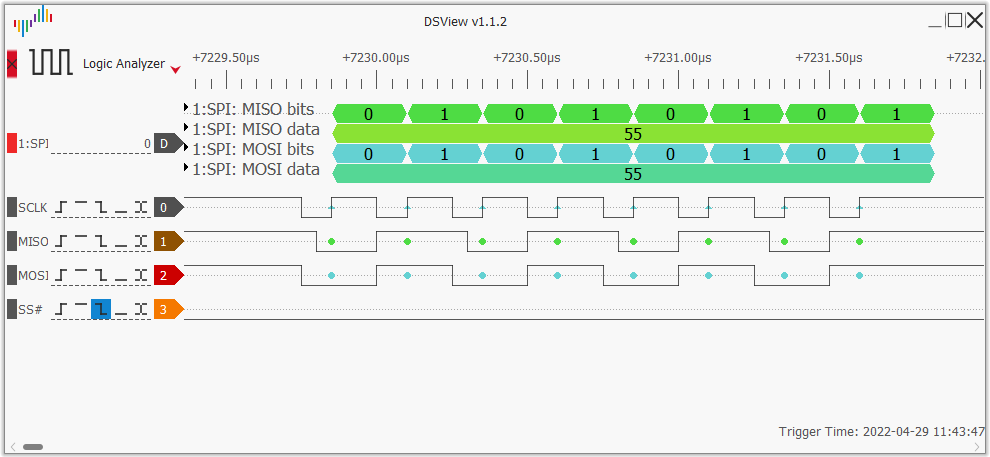 DSView v1.1.2
Logic Analyzer
+7229.50µs +7230.00µs +7230.50µs +7231.00µs +7231.50µs +7232.
1:SPI: MISO bits 0 1 0 1 0 1 0 1
1:SPI: MISO data 55
1:SPI 0 D
1:SPI: MOSI bits 0 1 0 1 0 1 0 1
1:SPI: MOSI data 55
SCLK 0
MISO 1
MOSI 2
SS# 3
Trigger Time: 2022-04-29 11:43:47